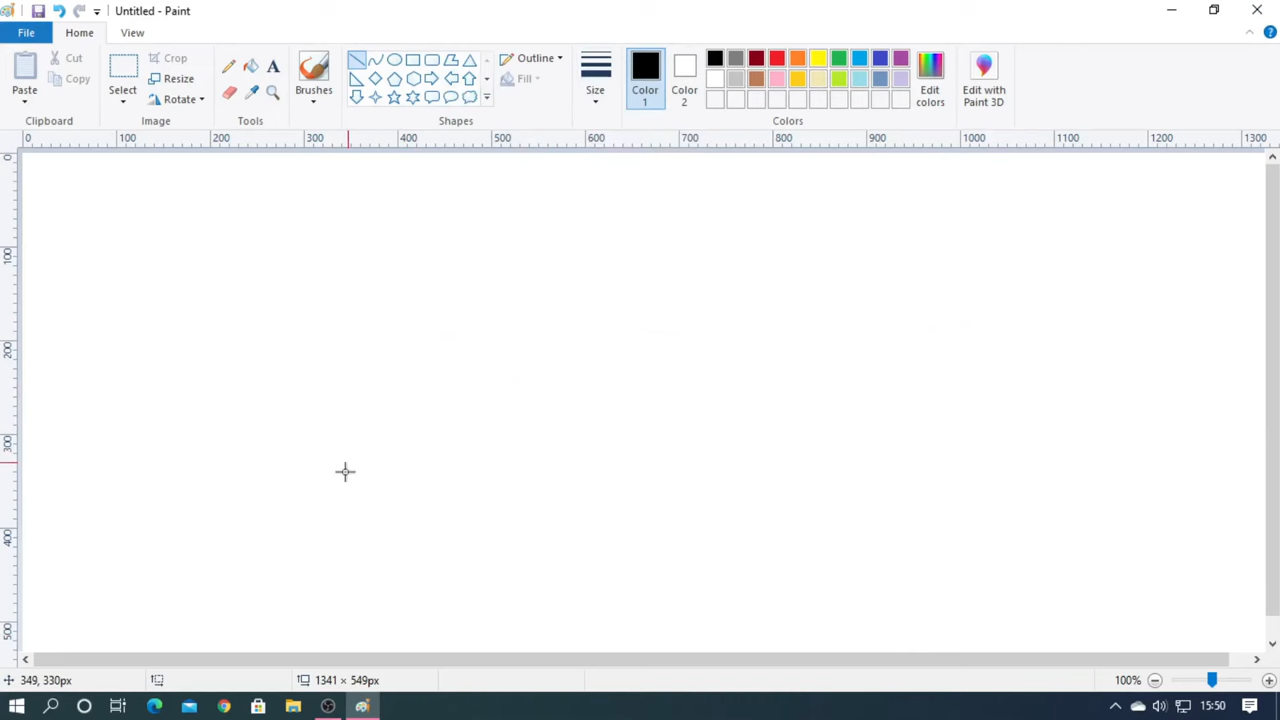 Untitled - Paint
File Home View
Paste Cut Copy
Clipboard
Select Crop Resize Rotate
Image
Tools
Brushes
Outline Fill
Shapes
Size
Color 1
Color 2
Colors
Edit colors
Edit with Paint 3D
0 100 200 300 400 500 600 700 800 900 1000 1100 1200 1300
0
100
200
300
400
500
349, 330px 1341 × 549px 100%
15:50